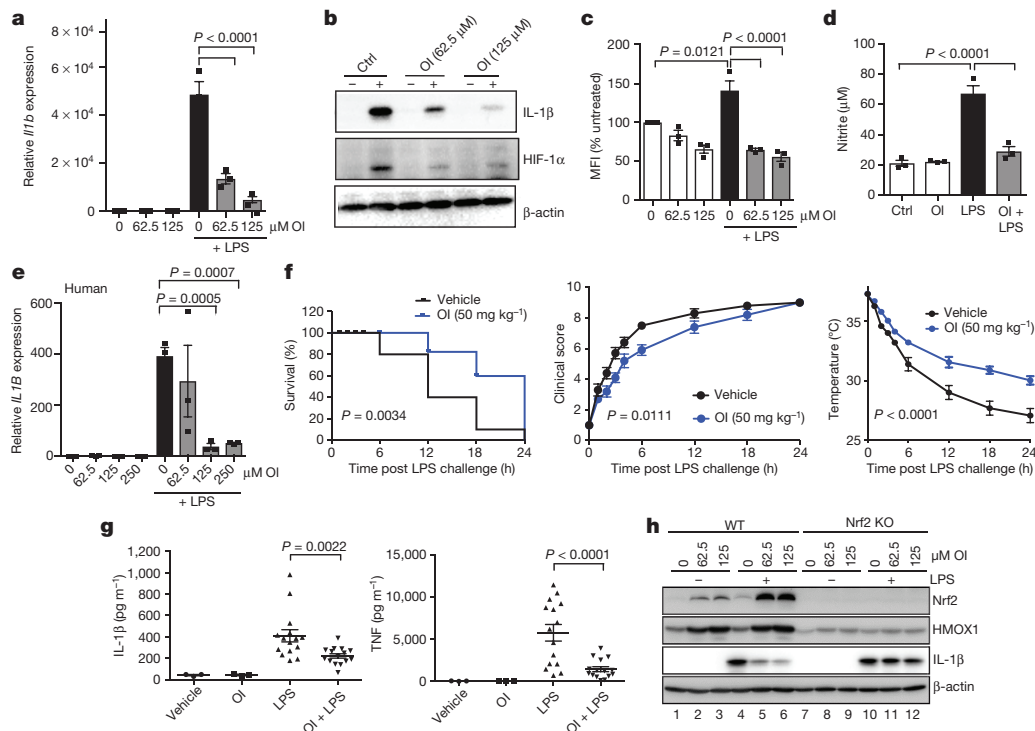 a
Relative Il1b expression
8 × 10⁴
6 × 10⁴
4 × 10⁴
2 × 10⁴
0
P < 0.0001
0 62.5 125 0 62.5 125 μM OI
+ LPS
b
Ctrl OI (62.5 μM) OI (125 μM)
− + − + − +
IL-1β
HIF-1α
β-actin
c
MFI (% untreated)
200
150
100
50
0
P = 0.0121
P < 0.0001
0 62.5 125 0 62.5 125 μM OI
+ LPS
d
Nitrite (μM)
100
80
60
40
20
0
P < 0.0001
Ctrl OI LPS OI + LPS
e
Human
Relative IL1B expression
600
400
200
0
P = 0.0007
P = 0.0005
0 62.5 125 250 0 62.5 125 250 μM OI
+ LPS
f
Survival (%)
120
100
80
60
40
20
0
Vehicle
OI (50 mg kg⁻¹)
P = 0.0034
0 6 12 18 24
Time post LPS challenge (h)
Clinical score
10
8
6
4
2
0
Vehicle
OI (50 mg kg⁻¹)
P = 0.0111
0 6 12 18 24
Time post LPS challenge (h)
Temperature (°C)
35
30
25
Vehicle
OI (50 mg kg⁻¹)
P < 0.0001
0 6 12 18 24
Time post LPS challenge (h)
g
IL-1β (pg m⁻¹)
1,200
1,000
800
600
400
200
0
P = 0.0022
Vehicle OI LPS OI + LPS
TNF (pg m⁻¹)
15,000
10,000
5,000
0
P < 0.0001
Vehicle OI LPS OI + LPS
h
WT Nrf2 KO
0 62.5 125 0 62.5 125 0 62.5 125 0 62.5 125 μM OI
− + − + LPS
Nrf2
HMOX1
IL-1β
β-actin
1 2 3 4 5 6 7 8 9 10 11 12